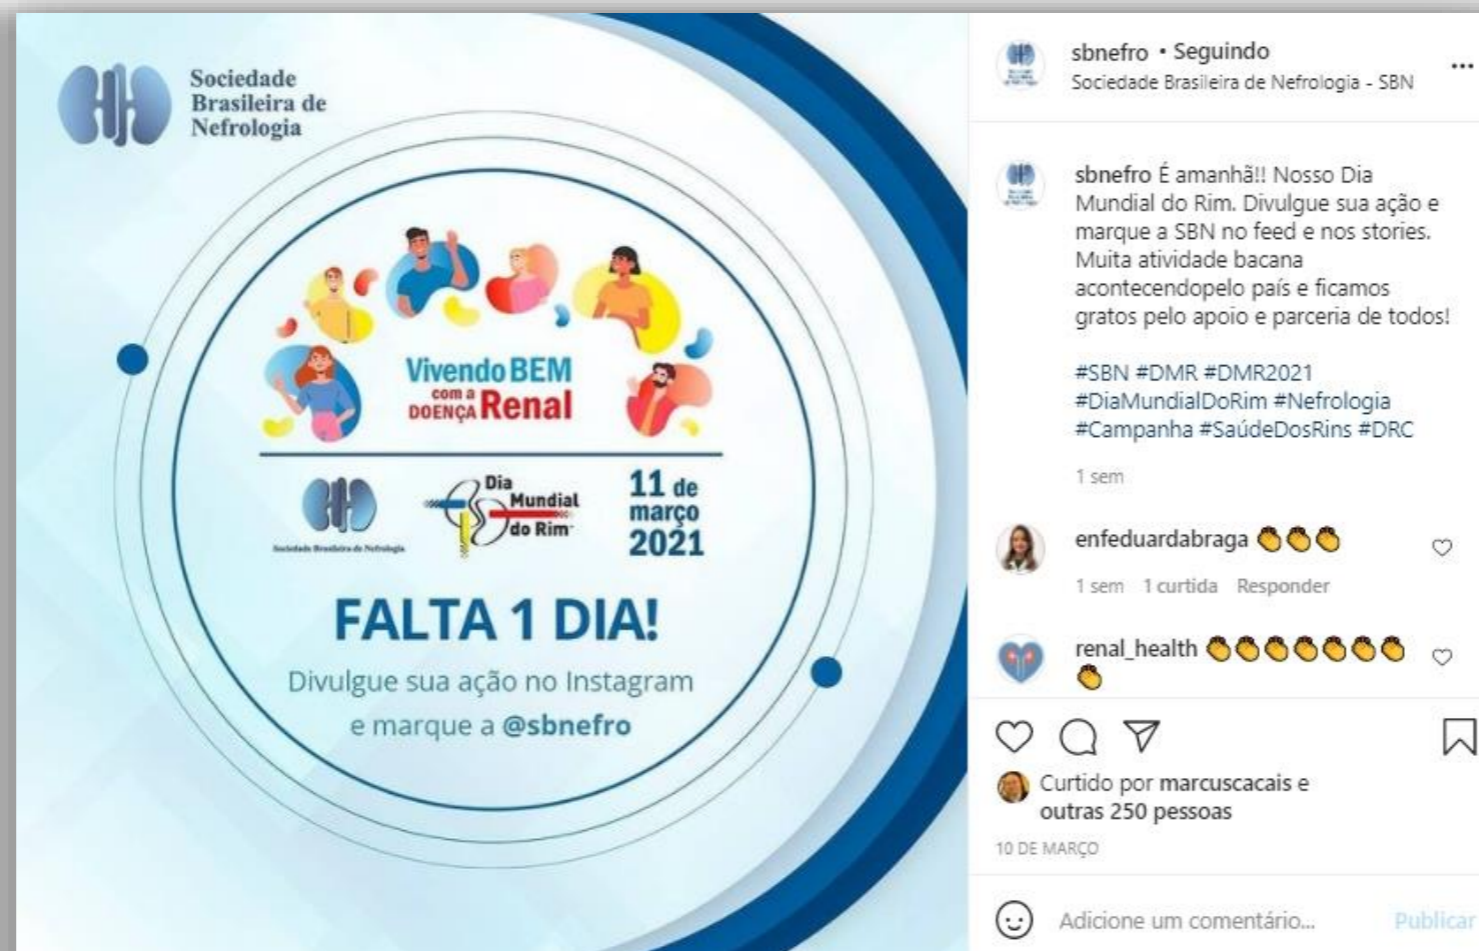 Sociedade
Brasileira de
Nefrologia
Vivendo BEM
com a
DOENÇA Renal
Sociedade Brasileira de Nefrologia
Dia
Mundial
do Rim
11 de
março
2021
FALTA 1 DIA!
Divulgue sua ação no Instagram
e marque a @sbnefro
sbnefro • Seguindo
Sociedade Brasileira de Nefrologia - SBN
sbnefro É amanhã!! Nosso Dia
Mundial do Rim. Divulgue sua ação e
marque a SBN no feed e nos stories.
Muita atividade bacana
acontecendopelo país e ficamos
gratos pelo apoio e parceria de todos!
#SBN #DMR #DMR2021
#DiaMundialDoRim #Nefrologia
#Campanha #SaúdeDosRins #DRC
1 sem
enfeduardabraga 👏👏👏
1 sem 1 curtida Responder
renal_health 👏👏👏👏👏👏👏
👏
Curtido por marcuscacais e
outras 250 pessoas
10 DE MARÇO
Adicione um comentário... Publicar